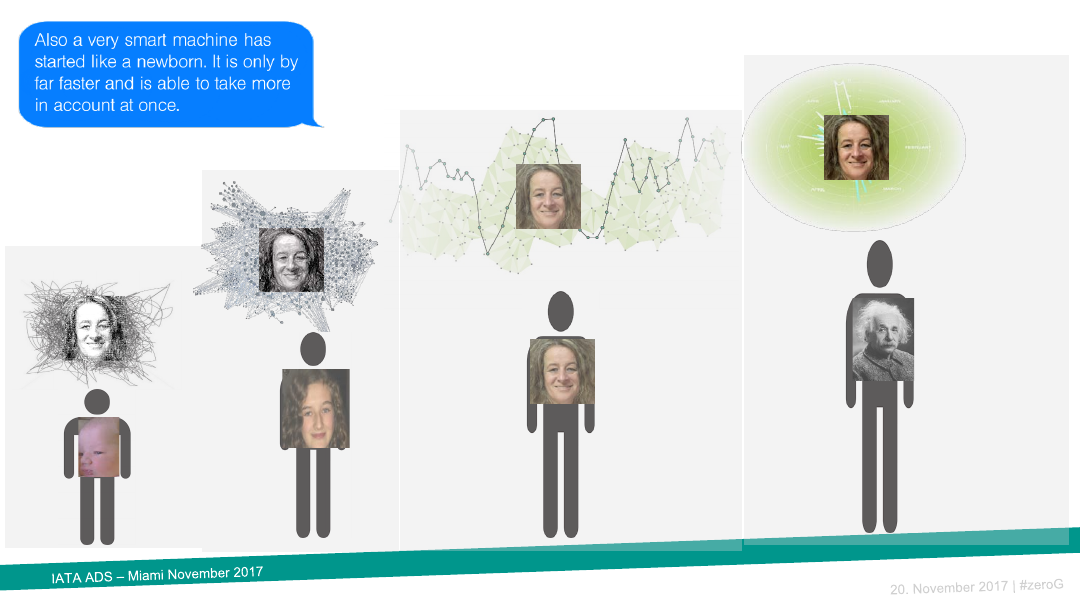 Also a very smart machine has
started like a newborn. It is only by
far faster and is able to take more
in account at once.
IATA ADS – Miami November 2017
20. November 2017 | #zeroG